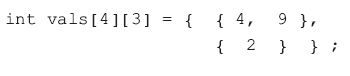 int vals[4][3] = { { 4, 9 },
{ 2 } } ;